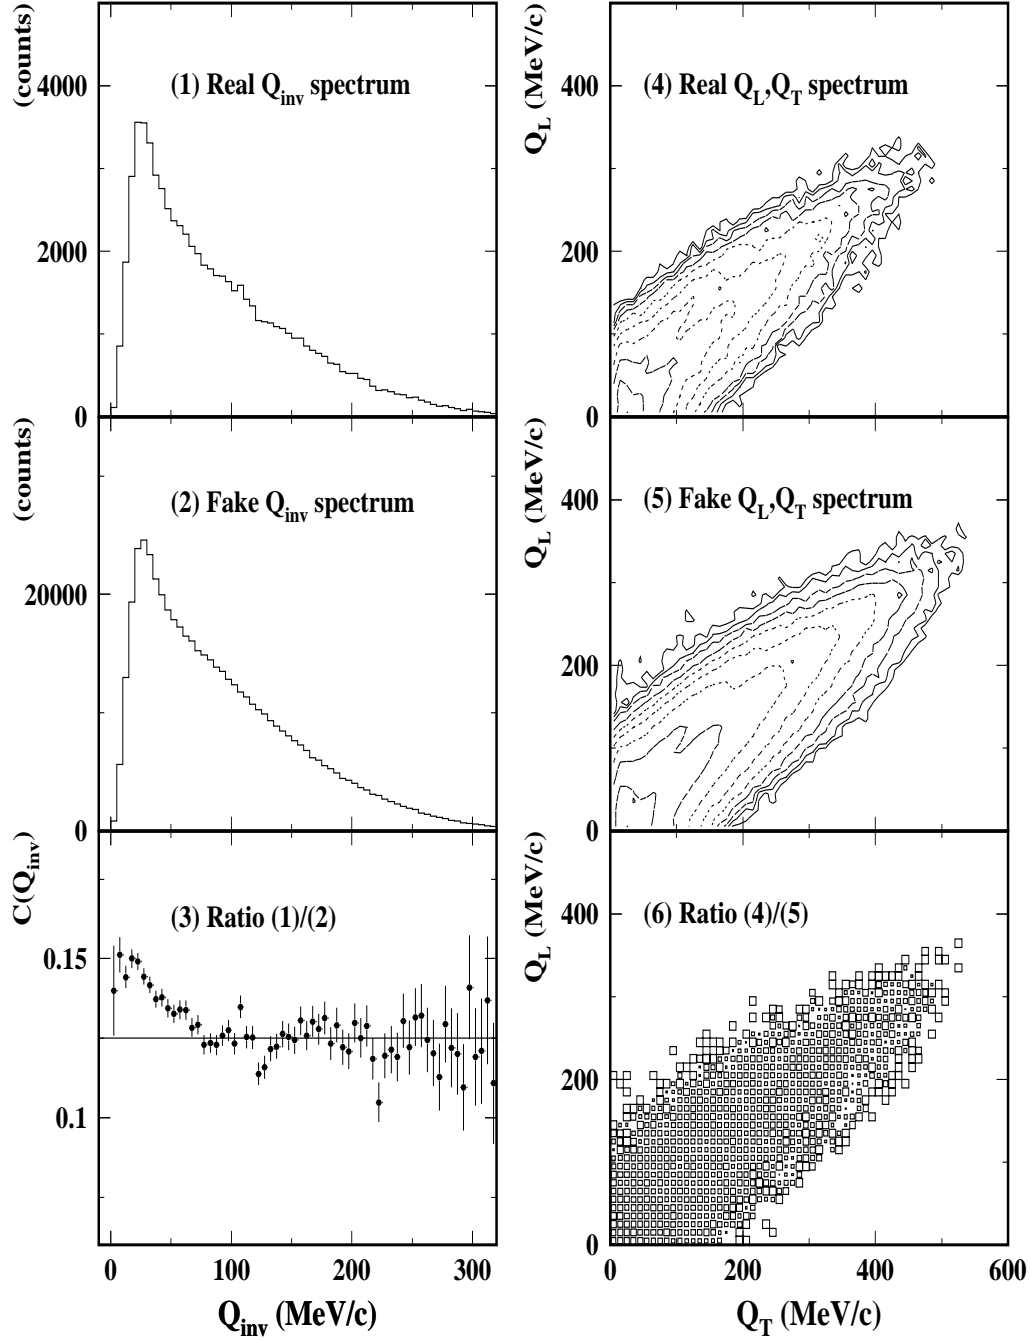 (counts)
4000
(1) Real Q_inv spectrum
2000
0
(counts)
(2) Fake Q_inv spectrum
20000
0
C(Q_inv)
(3) Ratio (1)/(2)
0.15
0.1
0
100
200
300
Q_inv (MeV/c)
Q_L (MeV/c)
400
(4) Real Q_L,Q_T spectrum
200
0
Q_L (MeV/c)
400
(5) Fake Q_L,Q_T spectrum
200
0
Q_L (MeV/c)
400
(6) Ratio (4)/(5)
200
0
0
200
400
600
Q_T (MeV/c)